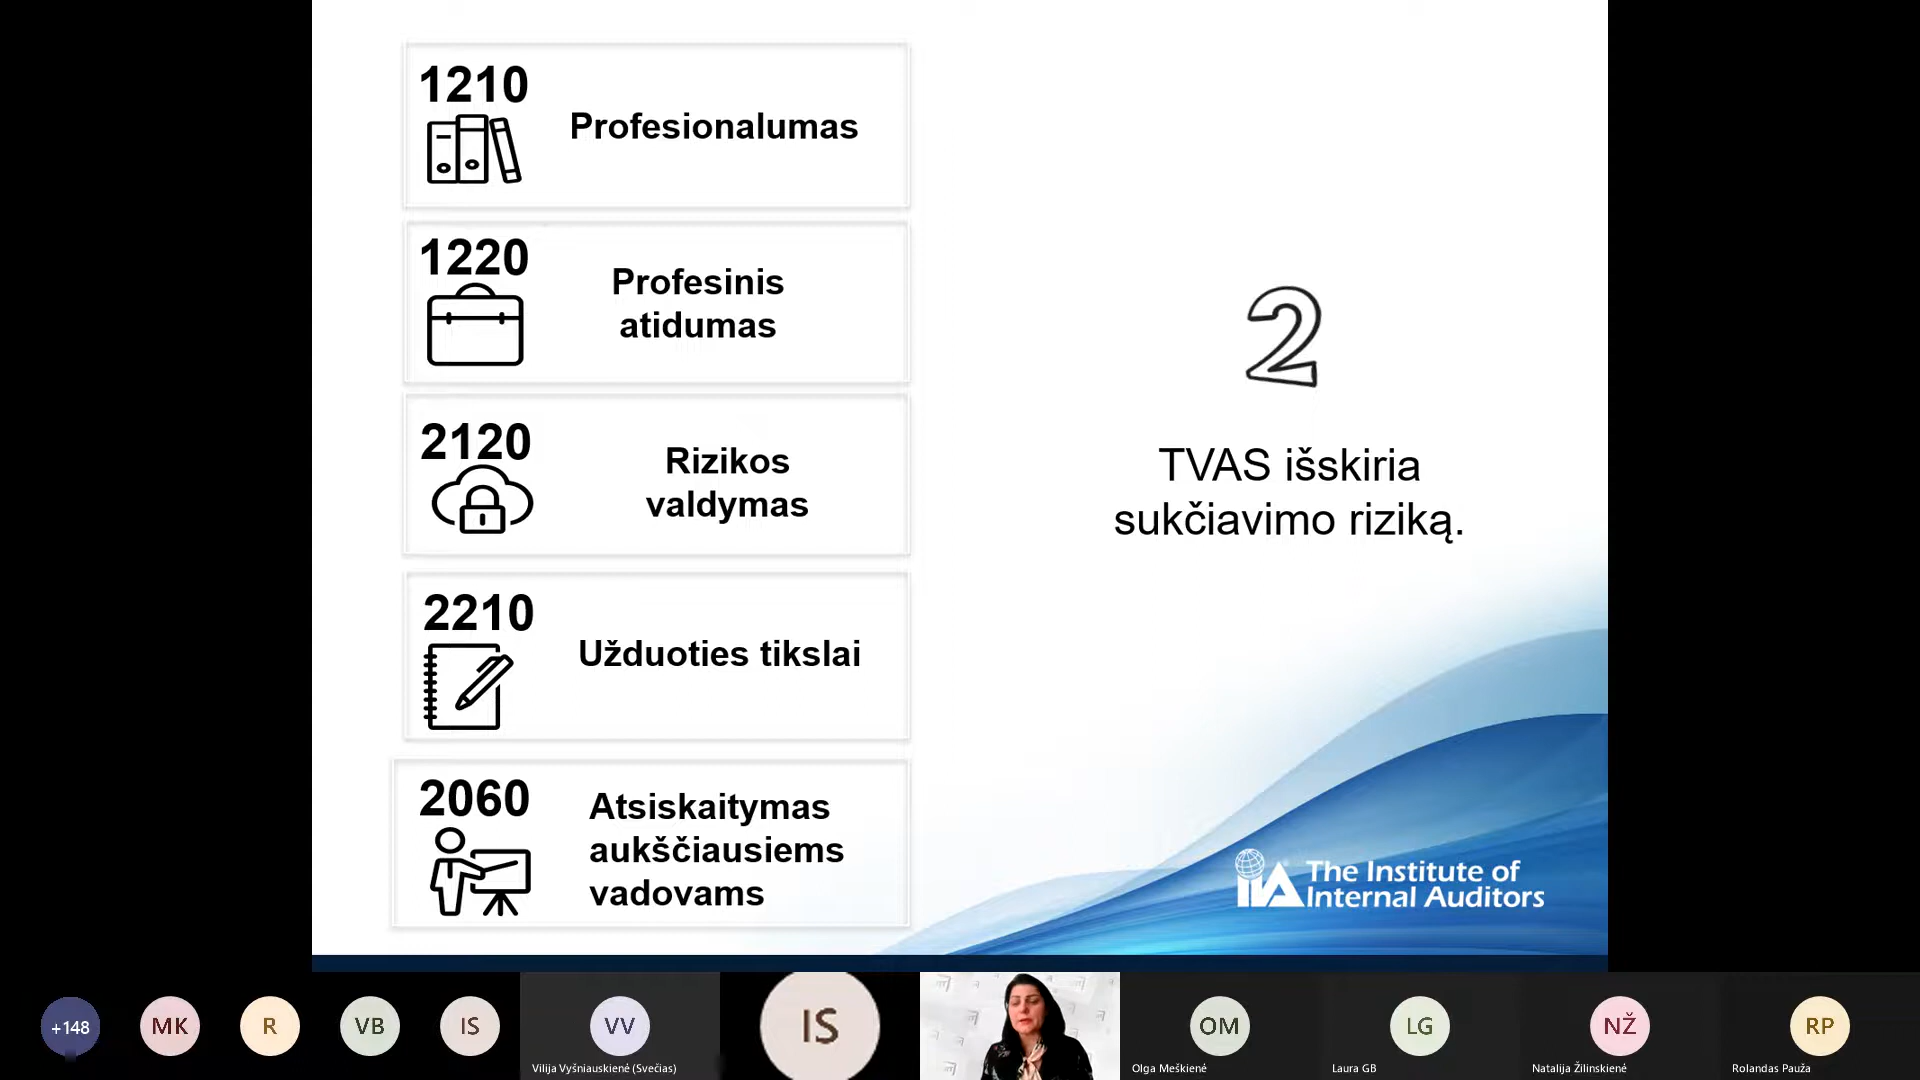 1210
Profesionalumas
1220
Profesinis
atidumas
2120
Rizikos
valdymas
2210
Užduoties tikslai
2060
Atsiskaitymas
aukščiausiems
vadovams
2
TVAS išskiria
sukčiavimo riziką.
IIA
The Institute of
Internal Auditors
+148
MK
R
VB
IS
VV
Vilija Vyšniauskienė (Svečias)
IS
OM
Olga Meškienė
LG
Laura GB
NŽ
Natalija Žilinskienė
RP
Rolandas Pauža